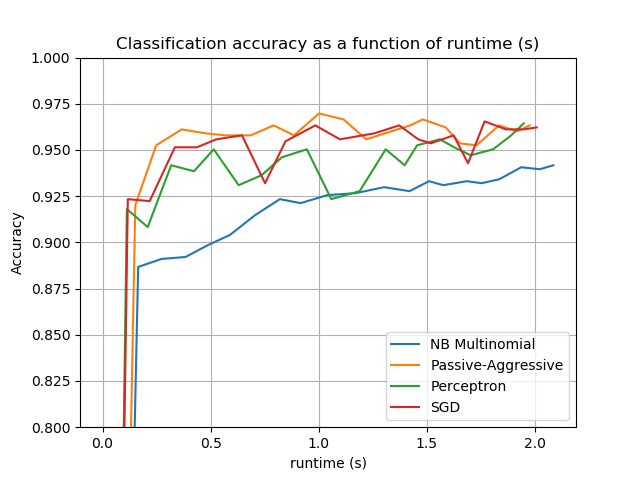 Classification accuracy as a function of runtime (s)
1.000
0.975
0.950
0.925
0.900
0.875
0.850
0.825
0.800
Accuracy
NB Multinomial
Passive-Aggressive
Perceptron
SGD
0.0 0.5 1.0 1.5 2.0
runtime (s)